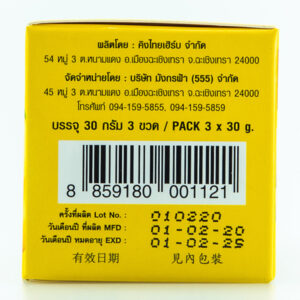 ผลิตโดย : คิงไทยเฮิร์บ จำกัด
54 หมู่ 3 ต.หนามแดง อ.เมืองฉะเชิงเทรา จ.ฉะเชิงเทรา 24000
จัดจำหน่ายโดย : บริษัท มังกรฟ้า (555) จำกัด
45 หมู่ 3 ต.หนามแดง อ.เมืองฉะเชิงเทรา จ.ฉะเชิงเทรา 24000
โทรศัพท์ 094-159-5855, 094-159-5859
บรรจุ 30 กรัม 3 ขวด / PACK 3 x 30 g.
8 859180 001121
ครั้งที่ผลิต Lot No. : 010220
วันเดือนปี ที่ผลิต MFD : 01-02-20
วันเดือนปี หมดอายุ EXD : 01-02-25
有效日期 見內包裝